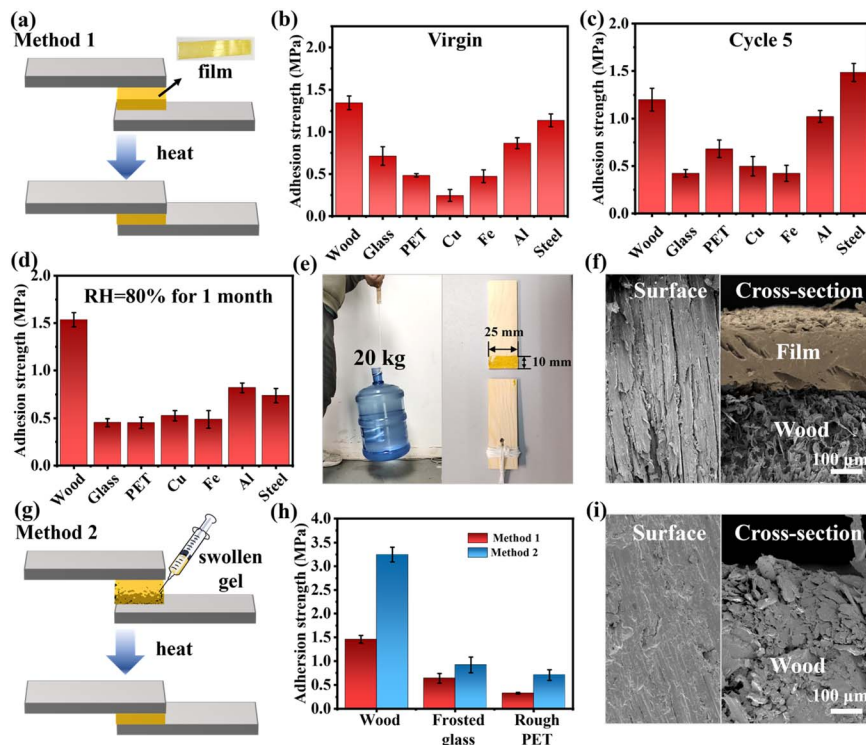 (a)
Method 1
film
heat
(b)
Virgin
Adhesion strength (MPa)
2.0
1.5
1.0
0.5
0.0
Wood
Glass
PET
Cu
Fe
Al
Steel
(c)
Cycle 5
Adhesion strength (MPa)
2.0
1.5
1.0
0.5
0.0
Wood
Glass
PET
Cu
Fe
Al
Steel
(d)
RH=80% for 1 month
Adhesion strength (MPa)
2.0
1.5
1.0
0.5
0.0
Wood
Glass
PET
Cu
Fe
Al
Steel
(e)
20 kg
25 mm
10 mm
(f)
Surface
Cross-section
Film
Wood
100 μm
(g)
Method 2
swollen
gel
heat
(h)
Adhersion strength (MPa)
4.0
3.5
3.0
2.5
2.0
1.5
1.0
0.5
0.0
Method 1
Method 2
Wood
Frosted
glass
Rough
PET
(i)
Surface
Cross-section
Wood
100 μm